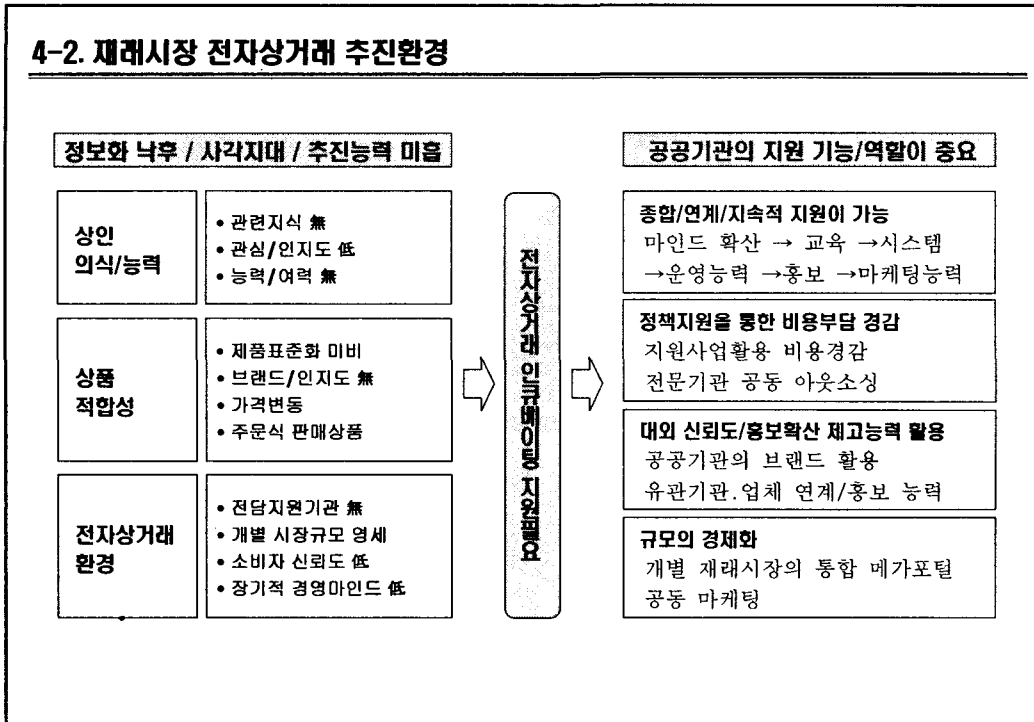 4-2. 재래시장 전자상거래 추진환경
정보화 낙후 / 사각지대 / 추진능력 미흡
상인
의식/능력
• 관련지식 無
• 관심/인지도 低
• 능력/여력 無
상품
적합성
• 제품표준화 미비
• 브랜드/인지도 無
• 가격변동
• 주문식 판매상품
전자상거래
환경
• 전담지원기관 無
• 개별 시장규모 영세
• 소비자 신뢰도 低
• 장기적 경영마인드 低
전자상거래 인큐베이팅 지원필요
공공기관의 지원 기능/역할이 중요
종합/연계/지속적 지원이 가능
마인드 확산 → 교육 →시스템
→운영능력 →홍보 →마케팅능력
정책지원을 통한 비용부담 경감
지원사업활용 비용경감
전문기관 공동 아웃소싱
대외 신뢰도/홍보확산 제고능력 활용
공공기관의 브랜드 활용
유관기관.업체 연계/홍보 능력
규모의 경제화
개별 재래시장의 통합 메가포털
공동 마케팅